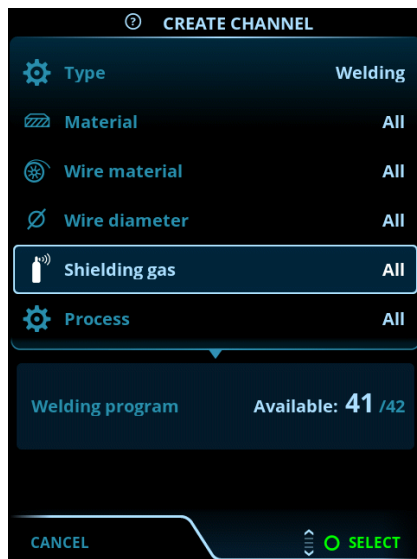 ? CREATE CHANNEL
Type Welding
Material All
Wire material All
Wire diameter All
Shielding gas All
Process All
Welding program Available: 41 /42
CANCEL SELECT